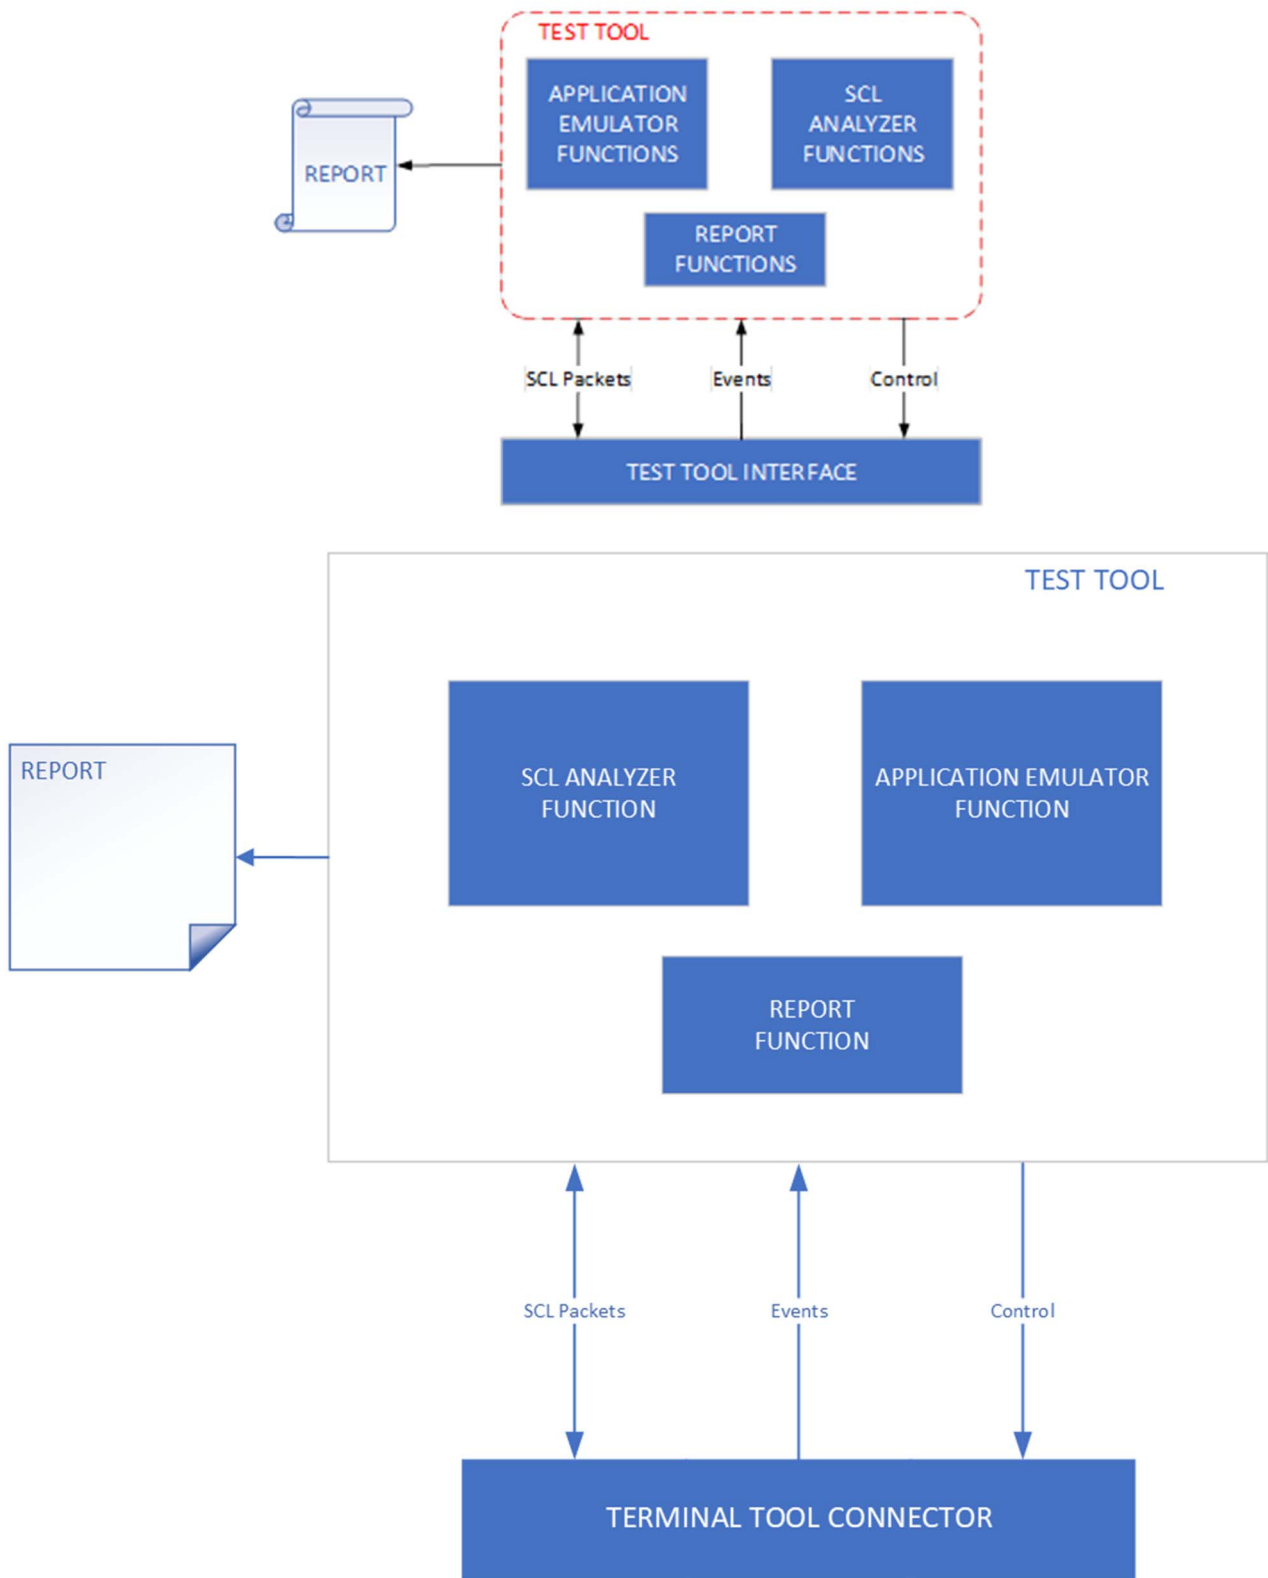 TEST TOOL
APPLICATION
EMULATOR
FUNCTIONS
SCL
ANALYZER
FUNCTIONS
REPORT
REPORT
FUNCTIONS
SCL Packets
Events
Control
TEST TOOL INTERFACE
TEST TOOL
REPORT
SCL ANALYZER
FUNCTION
APPLICATION EMULATOR
FUNCTION
REPORT
FUNCTION
SCL Packets
Events
Control
TERMINAL TOOL CONNECTOR